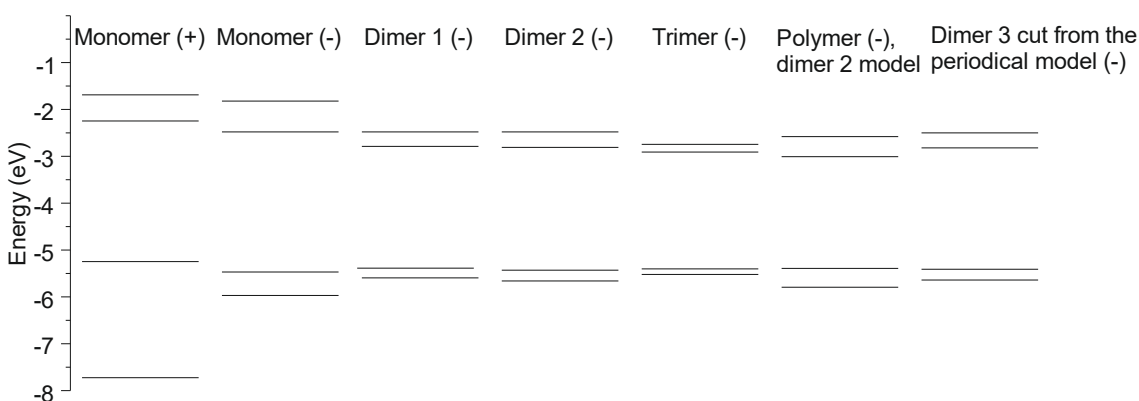 Monomer (+)
Monomer (-)
Dimer 1 (-)
Dimer 2 (-)
Trimer (-)
Polymer (-),
dimer 2 model
Dimer 3 cut from the
periodical model (-)
Energy (eV)
-1
-2
-3
-4
-5
-6
-7
-8